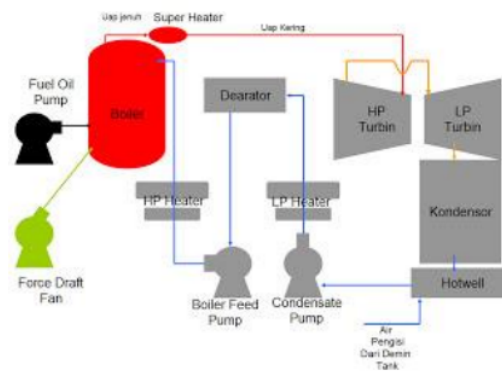 Uap jenuh
Super Heater
Uap Kering
Fuel Oil
Pump
Boiler
Dearator
HP
Turbin
LP
Turbin
HP Heater
LP Heater
Kondensor
Force Draft
Fan
Boiler Feed
Pump
Condensate
Pump
Hotwell
Air
Pengisi
Dari Demin
Tank